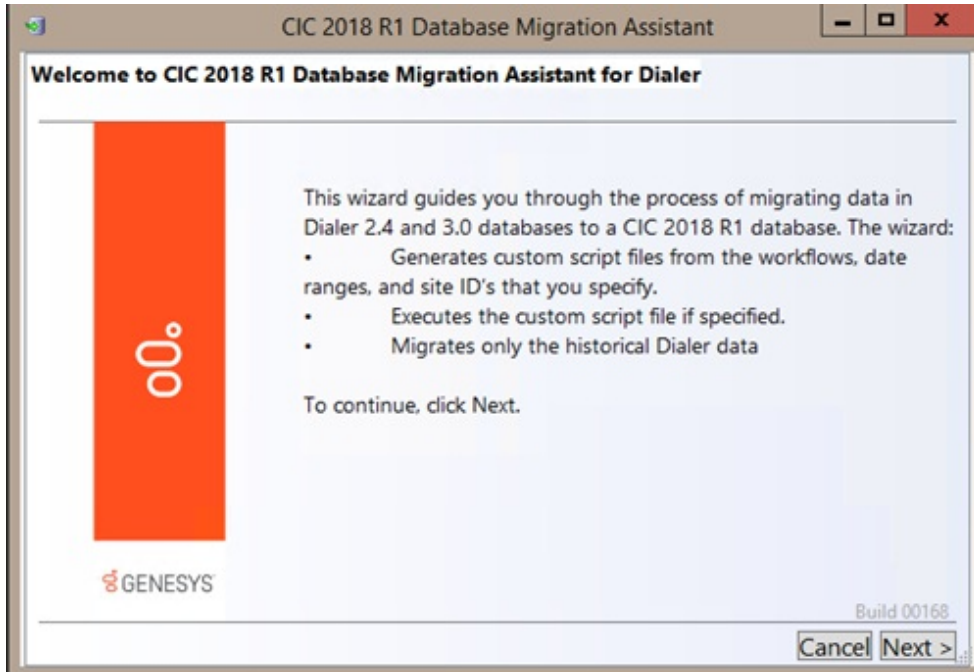 CIC 2018 R1 Database Migration Assistant
Welcome to CIC 2018 R1 Database Migration Assistant for Dialer
This wizard guides you through the process of migrating data in
Dialer 2.4 and 3.0 databases to a CIC 2018 R1 database. The wizard:
• Generates custom script files from the workflows, date
ranges, and site ID's that you specify.
• Executes the custom script file if specified.
• Migrates only the historical Dialer data
To continue, click Next.
GENESYS
Build 00168
Cancel Next >